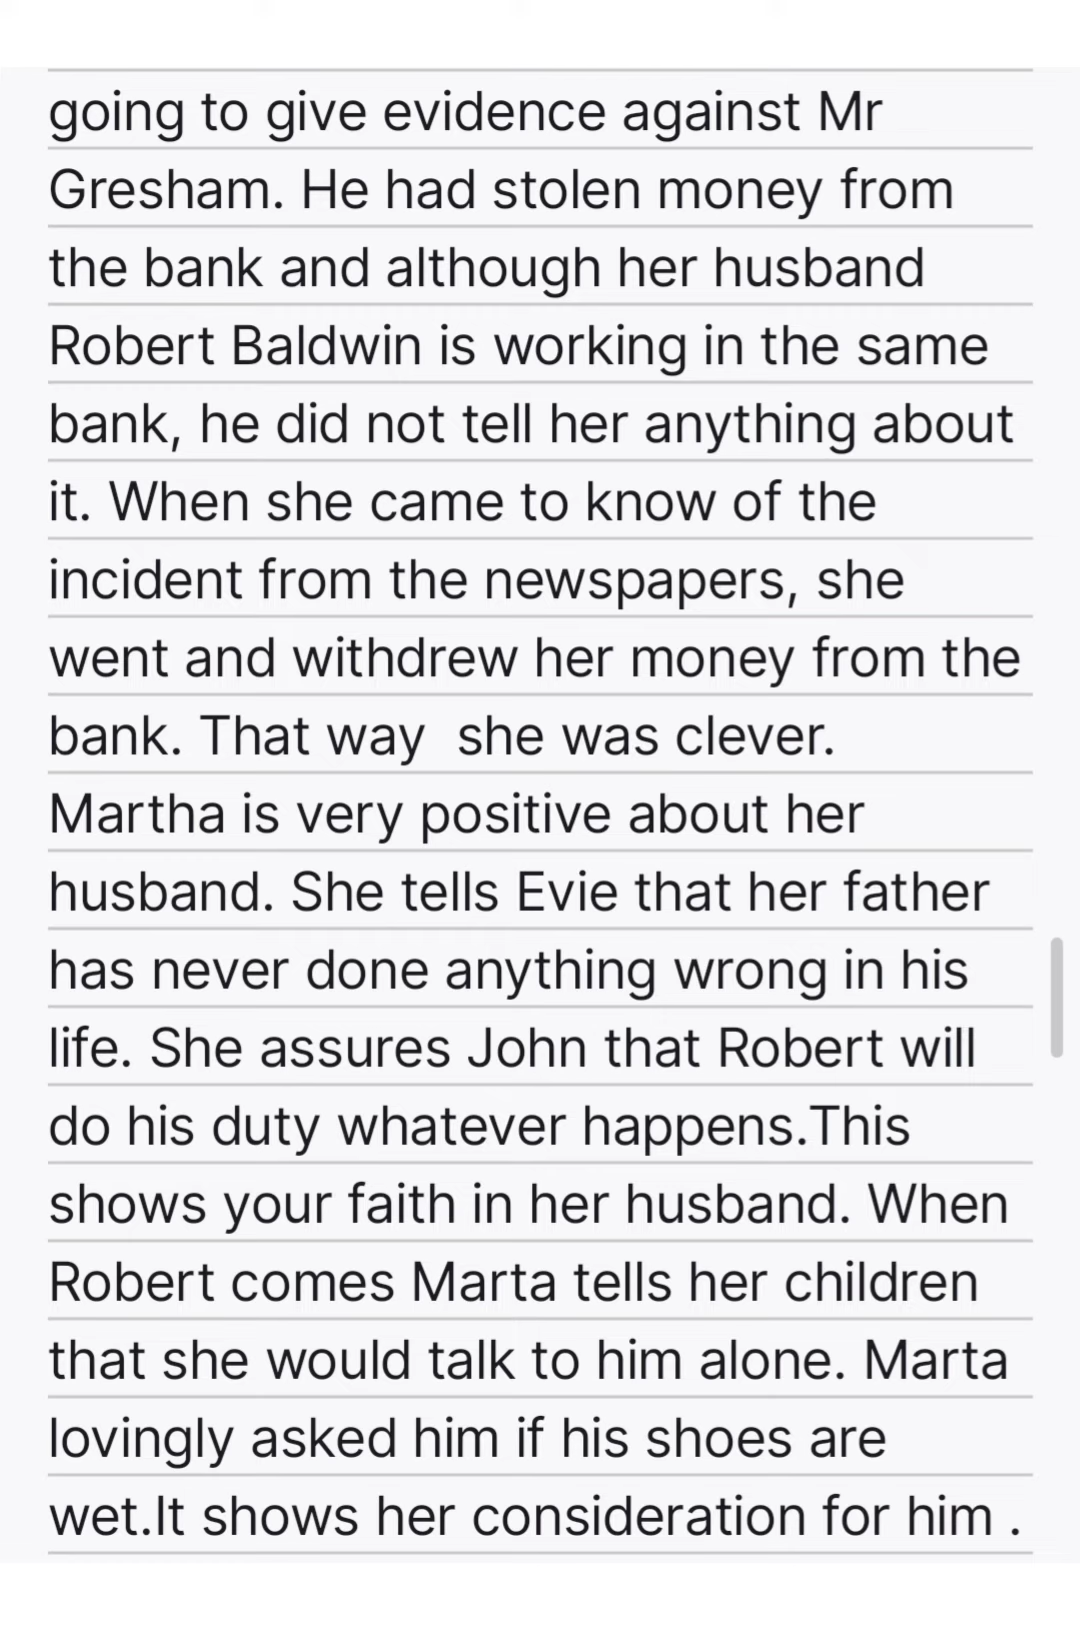 going to give evidence against Mr
Gresham. He had stolen money from
the bank and although her husband
Robert Baldwin is working in the same
bank, he did not tell her anything about
it. When she came to know of the
incident from the newspapers, she
went and withdrew her money from the
bank. That way  she was clever.
Martha is very positive about her
husband. She tells Evie that her father
has never done anything wrong in his
life. She assures John that Robert will
do his duty whatever happens.This
shows your faith in her husband. When
Robert comes Marta tells her children
that she would talk to him alone. Marta
lovingly asked him if his shoes are
wet.It shows her consideration for him .